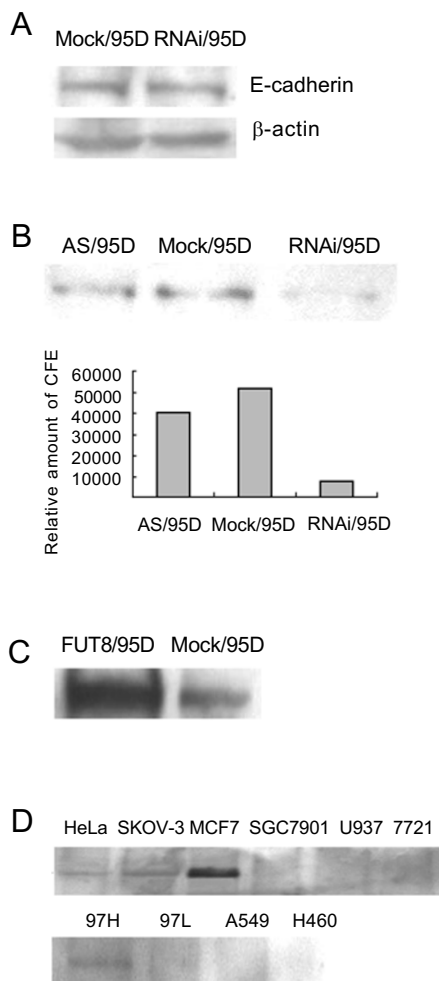 A
Mock/95D RNAi/95D
E-cadherin
β-actin
B
AS/95D Mock/95D RNAi/95D
Relative amount of CFE
60000
50000
40000
30000
20000
10000
AS/95D Mock/95D RNAi/95D
C
FUT8/95D Mock/95D
D
HeLa SKOV-3 MCF7 SGC7901 U937 7721
97H 97L A549 H460